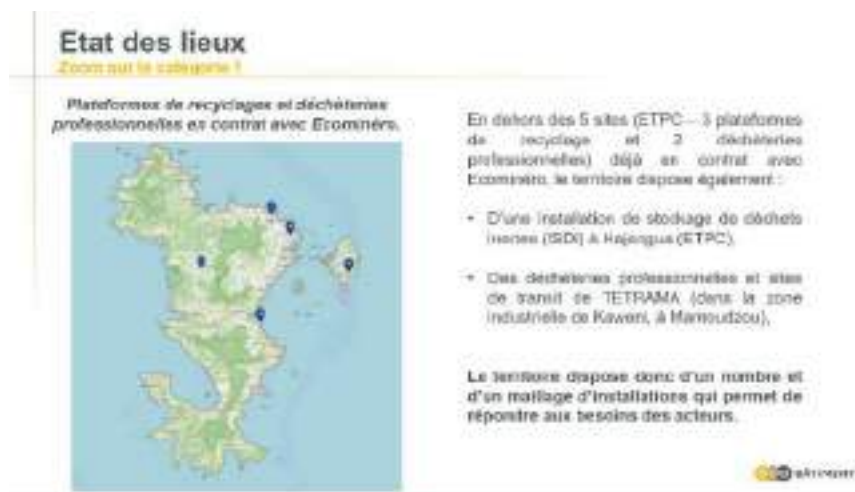 Etat des lieux
Zoom sur la catégorie 1
Plateformes de recyclages et déchèteries
professionnelles en contrat avec Ecominéro.
En dehors des 5 sites (ETPC – 3 plateformes
de recyclage et 2 déchèteries
professionnelles) déjà en contrat avec
Ecominéro, le territoire dispose également :
• D'une installation de stockage de déchets
inertes (ISDI) à Hajangua (ETPC),
• Des déchèteries professionnelles et sites
de transit de TETRAMA (dans la zone
industrielle de Kaweni, à Mamoudzou),
Le territoire dispose donc d'un nombre et
d'un maillage d'installations qui permet de
répondre aux besoins des acteurs.
BÂTIMENT